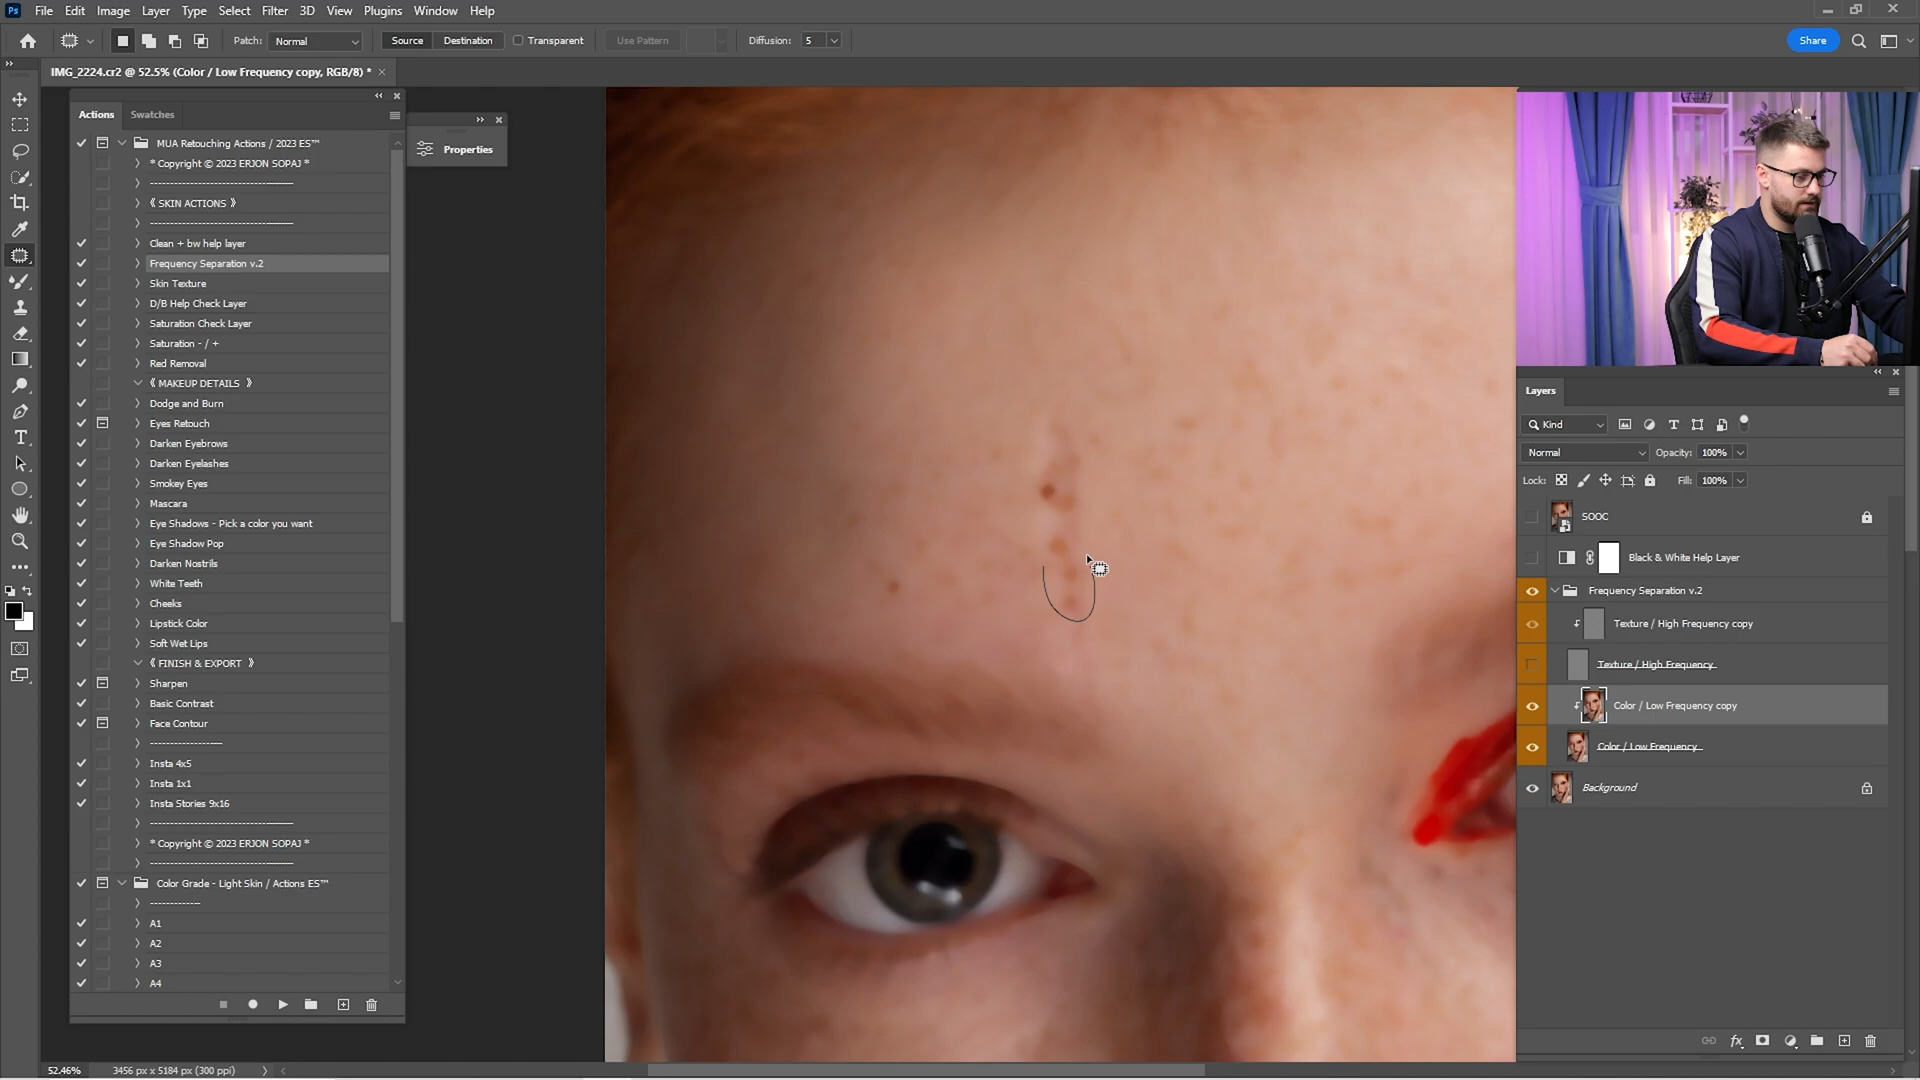 Ps File Edit Image Layer Type Select Filter 3D View Plugins Window Help
Patch: Normal Source Destination Transparent Use Pattern Diffusion: 5 Share
IMG_2224.cr2 @ 52.5% (Color / Low Frequency copy, RGB/8) *
Actions Swatches
MUA Retouching Actions / 2023 ES™
* Copyright © 2023 ERJON SOPAJ *
------------------------------------
《 SKIN ACTIONS 》
------------------------------------
Clean + bw help layer
Frequency Separation v.2
Skin Texture
D/B Help Check Layer
Saturation Check Layer
Saturation - / +
Red Removal
《 MAKEUP DETAILS 》
Dodge and Burn
Eyes Retouch
Darken Eyebrows
Darken Eyelashes
Smokey Eyes
Mascara
Eye Shadows - Pick a color you want
Eye Shadow Pop
Darken Nostrils
White Teeth
Cheeks
Lipstick Color
Soft Wet Lips
《 FINISH & EXPORT 》
Sharpen
Basic Contrast
Face Contour
------------------
Insta 4x5
Insta 1x1
Insta Stories 9x16
------------------------------------
* Copyright © 2023 ERJON SOPAJ *
------------------------------------
Color Grade - Light Skin / Actions ES™
-------------
A1
A2
A3
A4
Properties
Layers
Kind
Normal Opacity: 100%
Lock: Fill: 100%
SOOC
Black & White Help Layer
Frequency Separation v.2
Texture / High Frequency copy
Texture / High Frequency
Color / Low Frequency copy
Color / Low Frequency
Background
fx
52.46% 3456 px x 5184 px (300 ppi)